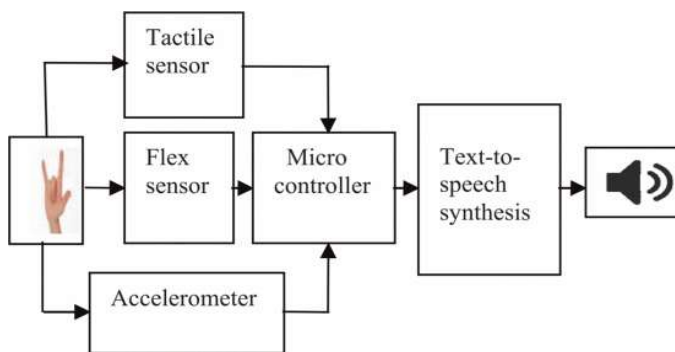 Tactile
sensor
Flex
sensor
Micro
controller
Text-to-
speech
synthesis
Accelerometer